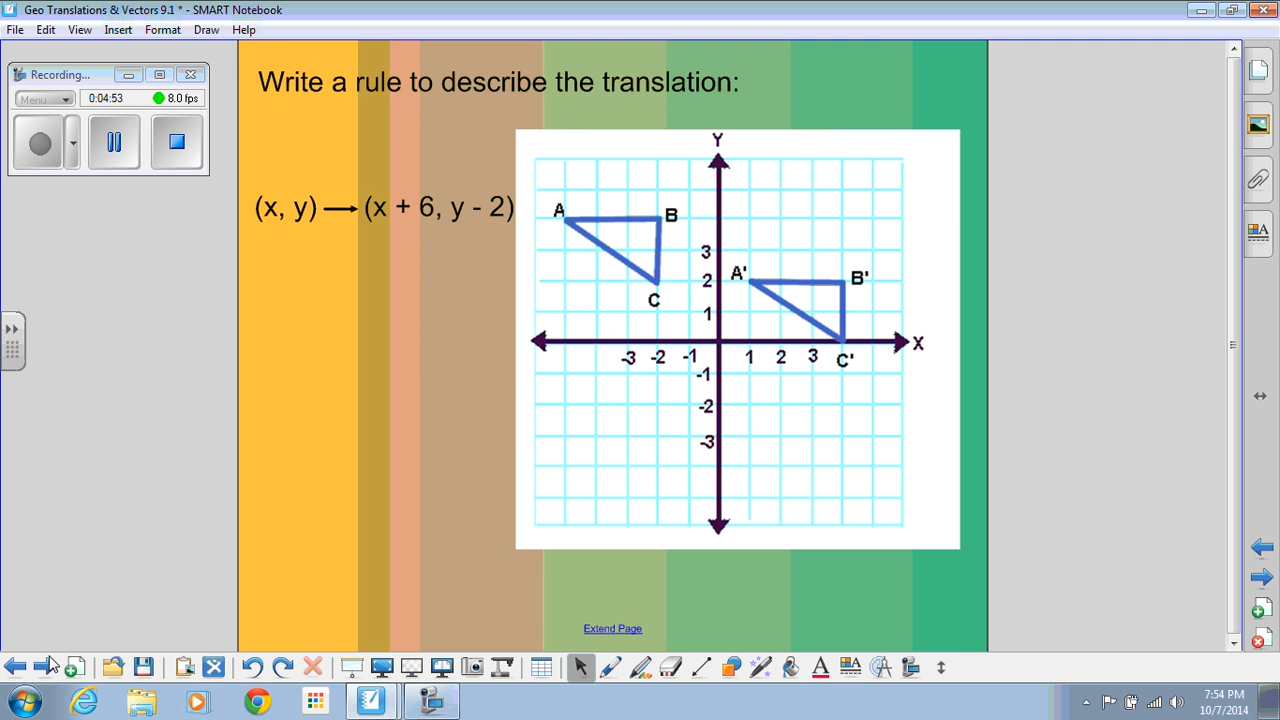 Geo Translations & Vectors 9.1 * - SMART Notebook
File Edit View Insert Format Draw Help
Recording...
Menu
0:04:53
8.0 fps
Write a rule to describe the translation:
(x, y) → (x + 6, y - 2)
Y
A
B
3
A'
B'
2
C
1
X
-3 -2 -1 1 2 3 C'
-1
-2
-3
Extend Page
7:54 PM
10/7/2014